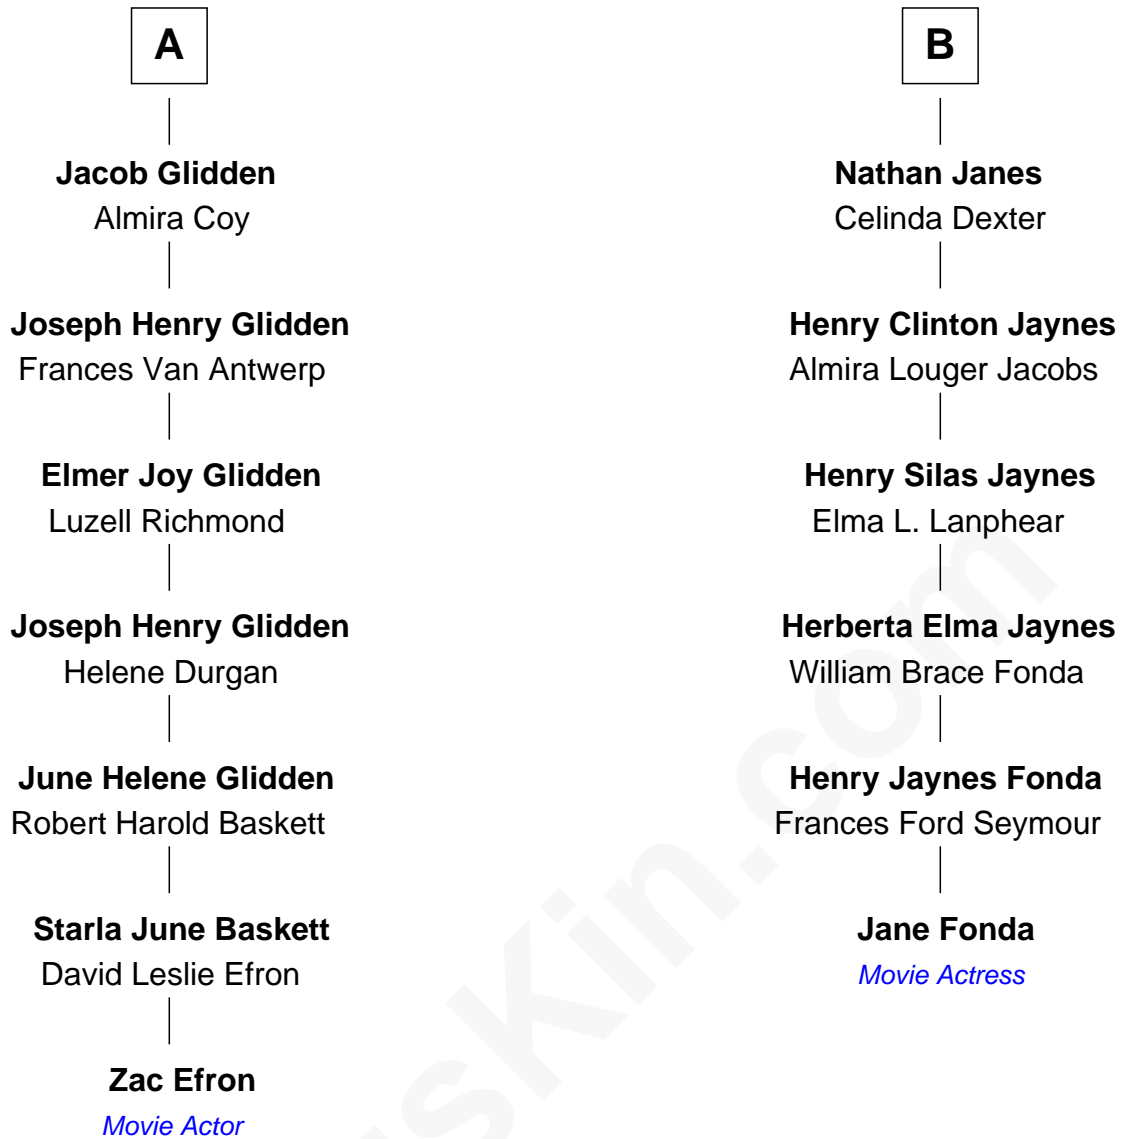 A
Jacob Glidden
Almira Coy
Joseph Henry Glidden
Frances Van Antwerp
Elmer Joy Glidden
Luzell Richmond
Joseph Henry Glidden
Helene Durgan
June Helene Glidden
Robert Harold Baskett
Starla June Baskett
David Leslie Efron
Zac Efron
Movie Actor
B
Nathan Janes
Celinda Dexter
Henry Clinton Jaynes
Almira Louger Jacobs
Henry Silas Jaynes
Elma L. Lanphear
Herberta Elma Jaynes
William Brace Fonda
Henry Jaynes Fonda
Frances Ford Seymour
Jane Fonda
Movie Actress
usKin.com